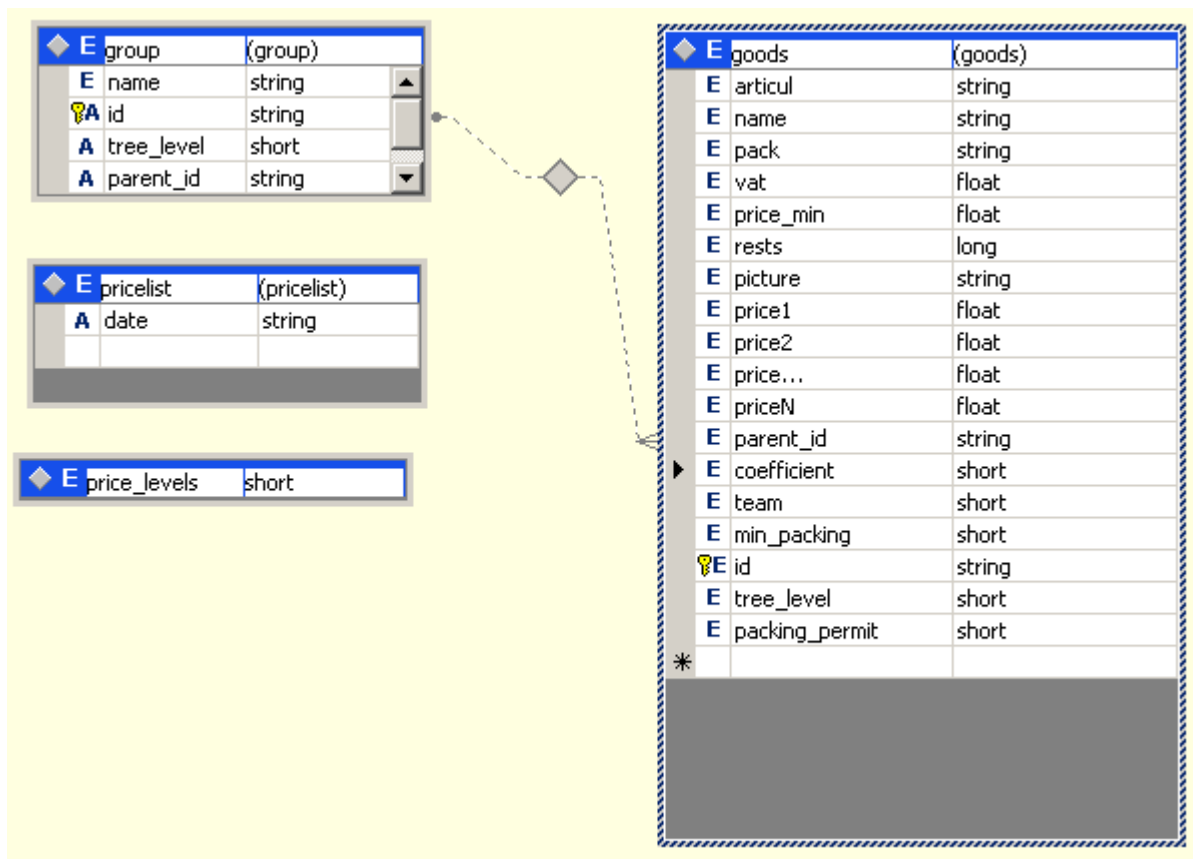 E group (group)
E name string
A id string
A tree_level short
A parent_id string
E pricelist (pricelist)
A date string
E price_levels short
E goods (goods)
E articul string
E name string
E pack string
E vat float
E price_min float
E rests long
E picture string
E price1 float
E price2 float
E price... float
E priceN float
E parent_id string
E coefficient short
E team short
E min_packing short
E id string
E tree_level short
E packing_permit short